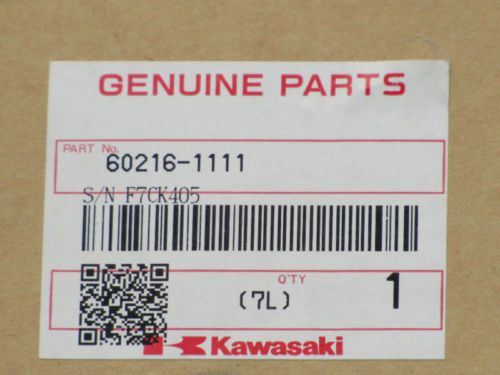 GENUINE PARTS
PART No.
60216-1111
S/N F7CK405
Q'TY
(7L) 1
Kawasaki